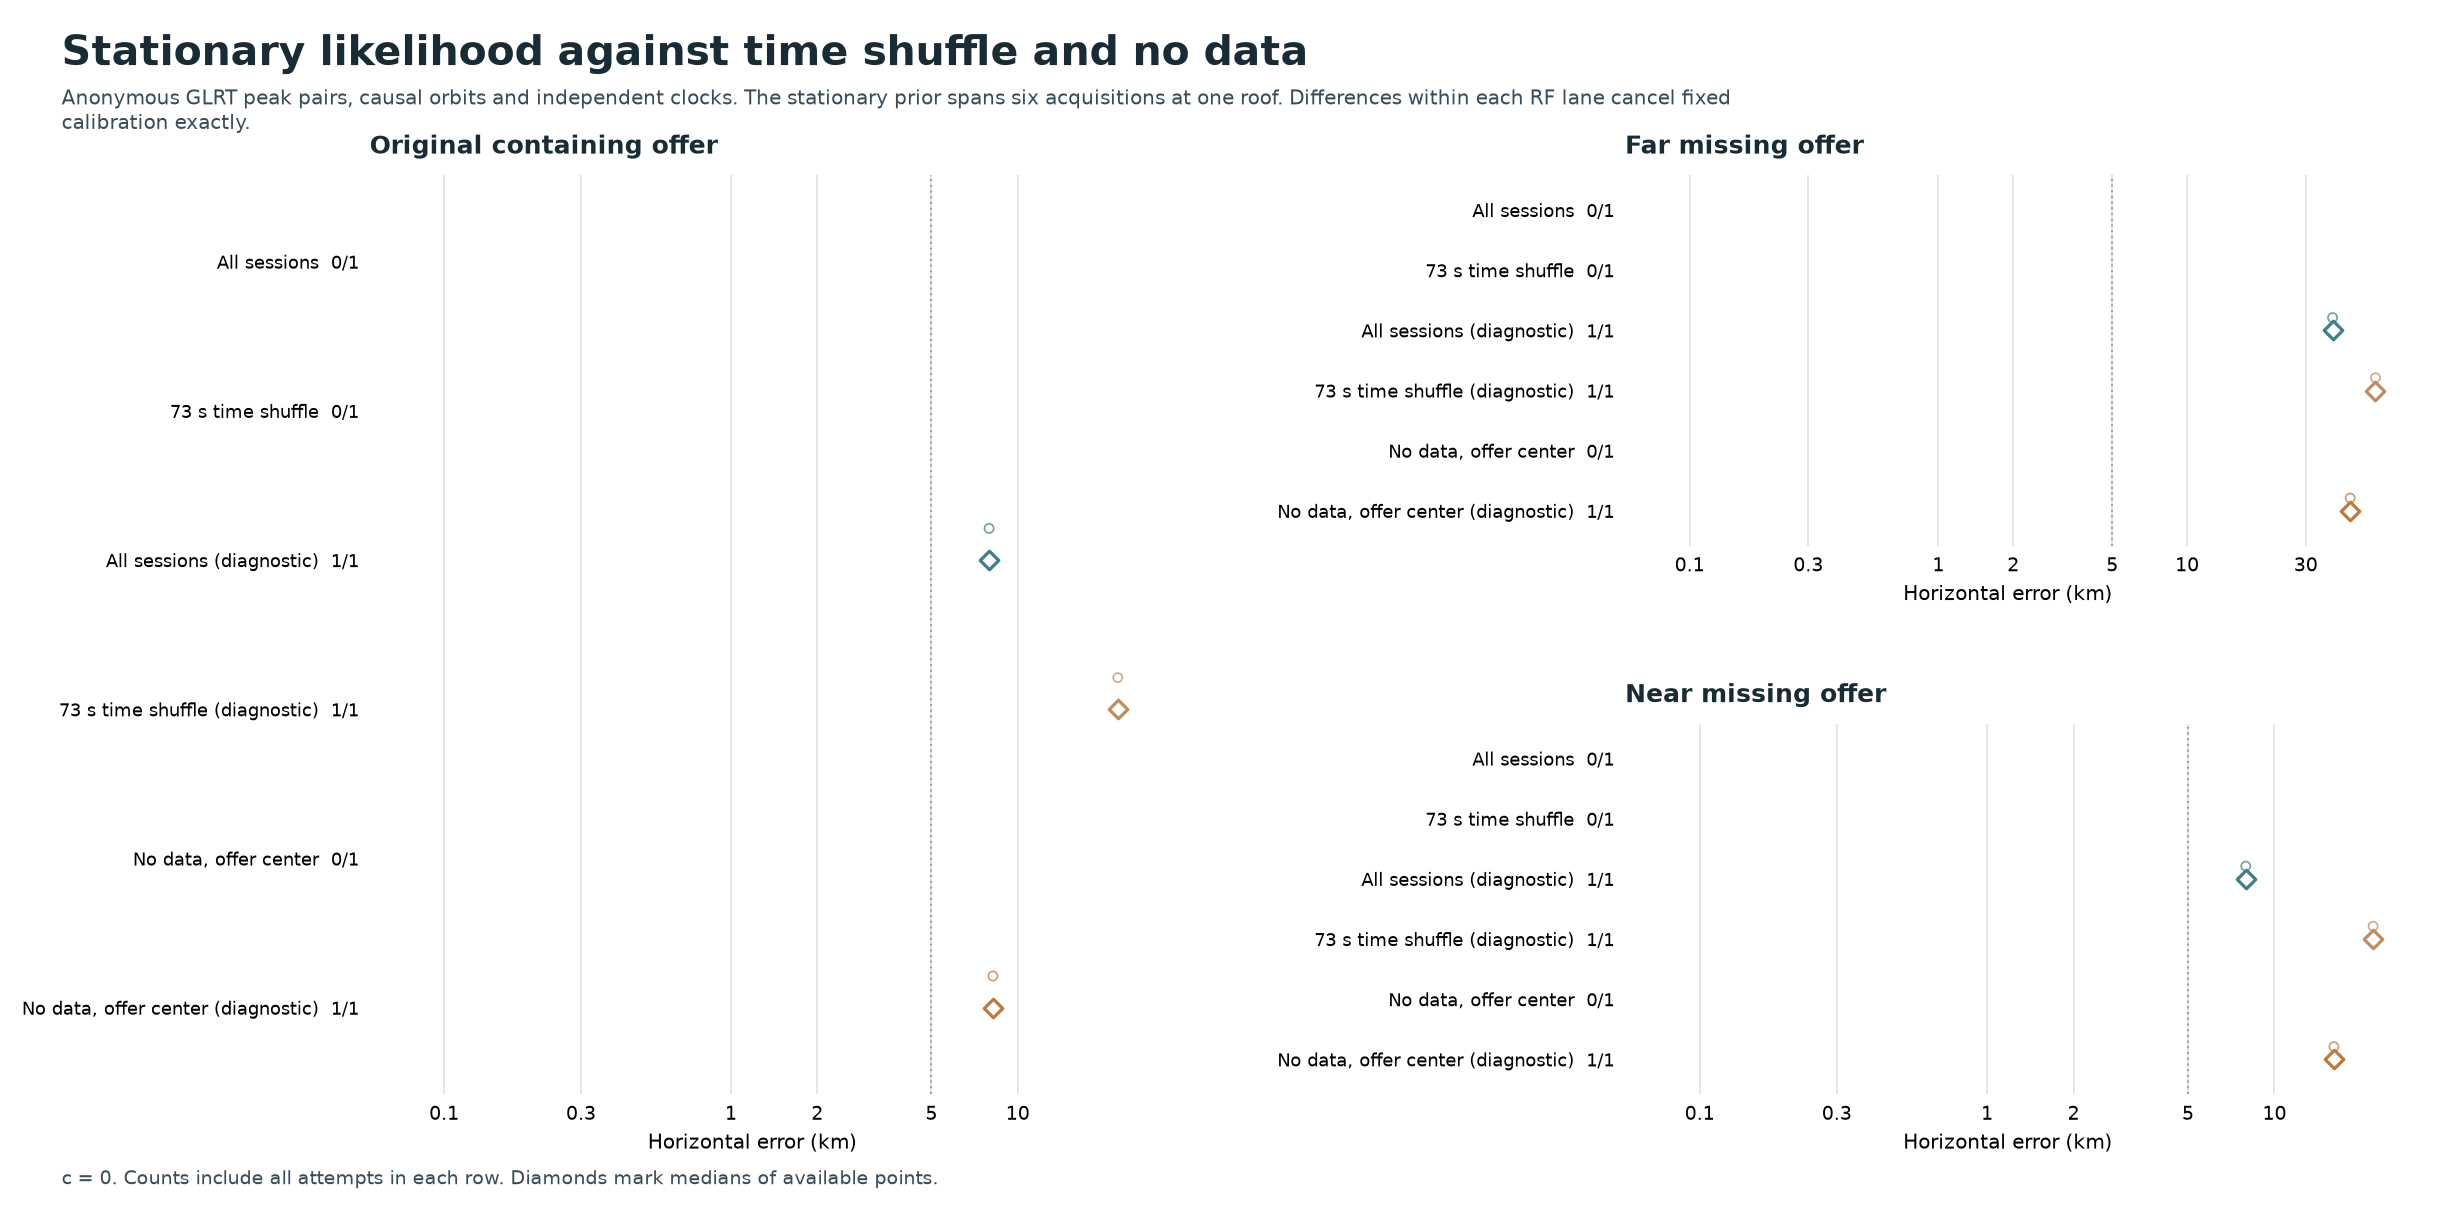 Stationary likelihood against time shuffle and no data
Anonymous GLRT peak pairs, causal orbits and independent clocks. The stationary prior spans six acquisitions at one roof. Differences within each RF lane cancel fixed
calibration exactly.
Original containing offer
All sessions 0/1
73 s time shuffle 0/1
All sessions (diagnostic) 1/1
73 s time shuffle (diagnostic) 1/1
No data, offer center 0/1
No data, offer center (diagnostic) 1/1
0.1 0.3 1 2 5 10
Horizontal error (km)
Far missing offer
All sessions 0/1
73 s time shuffle 0/1
All sessions (diagnostic) 1/1
73 s time shuffle (diagnostic) 1/1
No data, offer center 0/1
No data, offer center (diagnostic) 1/1
0.1 0.3 1 2 5 10 30
Horizontal error (km)
Near missing offer
All sessions 0/1
73 s time shuffle 0/1
All sessions (diagnostic) 1/1
73 s time shuffle (diagnostic) 1/1
No data, offer center 0/1
No data, offer center (diagnostic) 1/1
0.1 0.3 1 2 5 10
Horizontal error (km)
c = 0. Counts include all attempts in each row. Diamonds mark medians of available points.